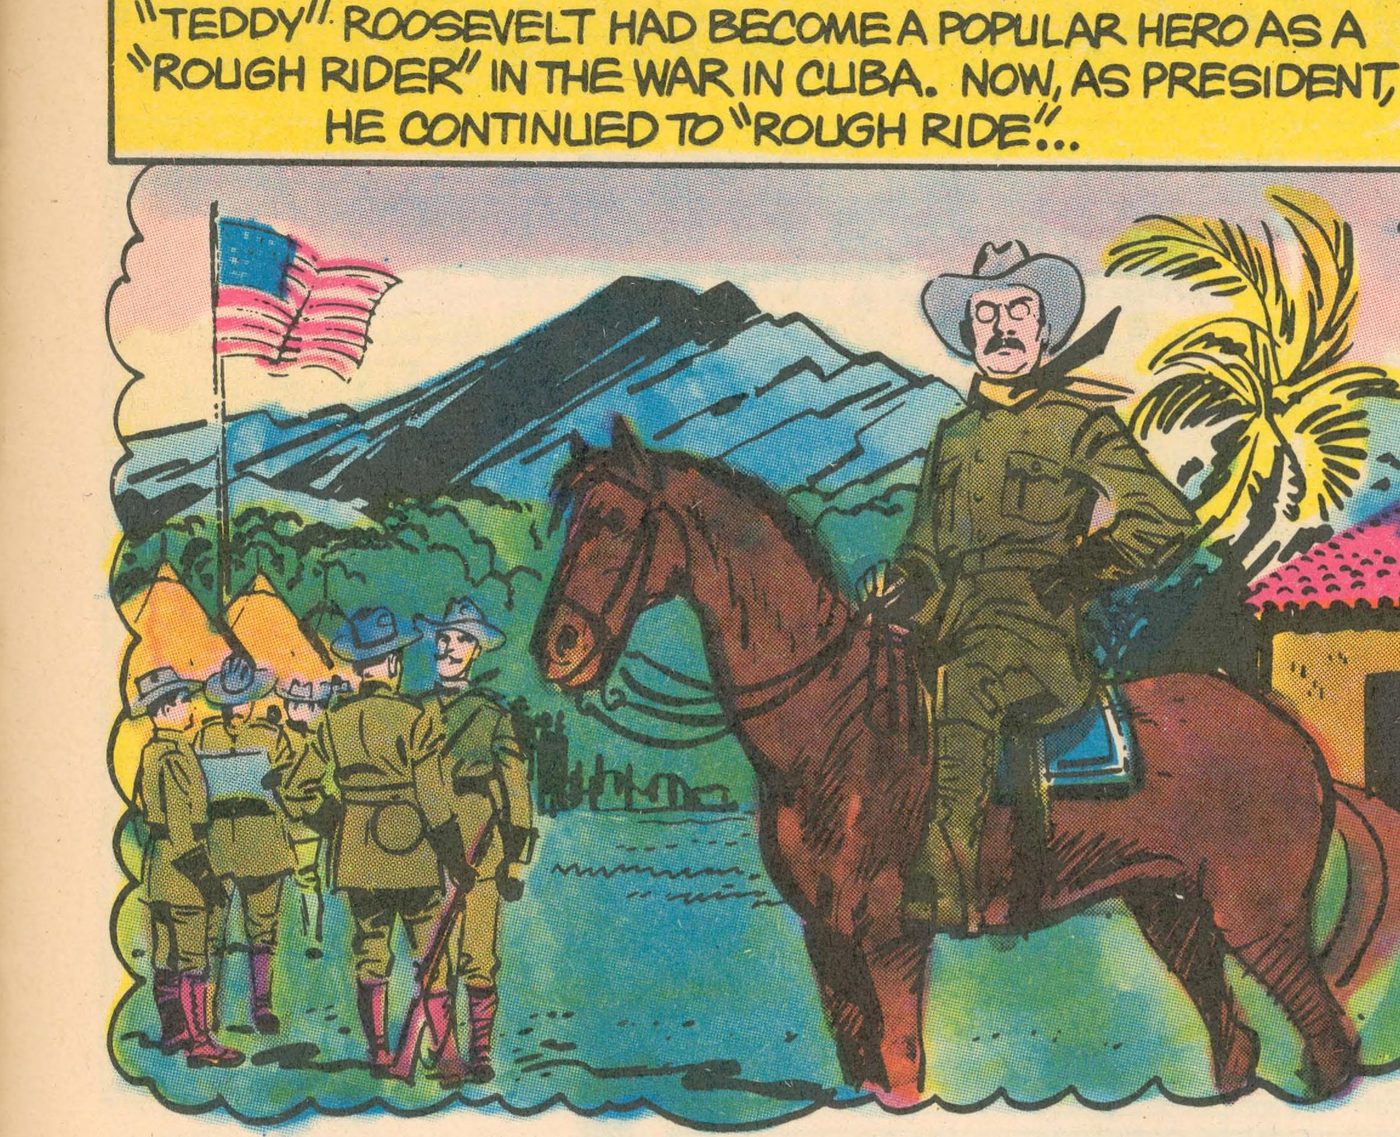 "TEDDY" ROOSEVELT HAD BECOME A POPULAR HERO AS A
"ROUGH RIDER" IN THE WAR IN CUBA. NOW, AS PRESIDENT,
HE CONTINUED TO "ROUGH RIDE"...